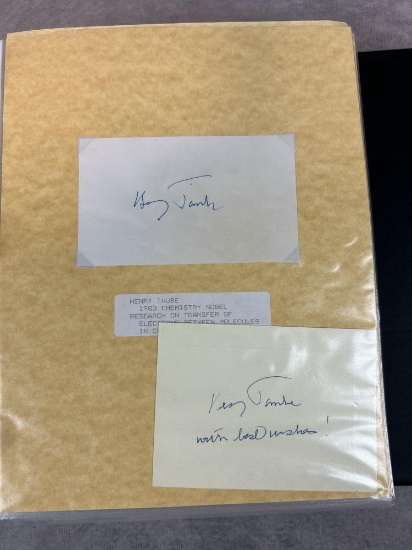 Henry Taube
HENRY TAUBE
1983 CHEMISTRY NOBEL
RESEARCH ON TRANSFER OF
ELECTRONS BETWEEN MOLECULES
IN
Henry Taube
with best wishes!